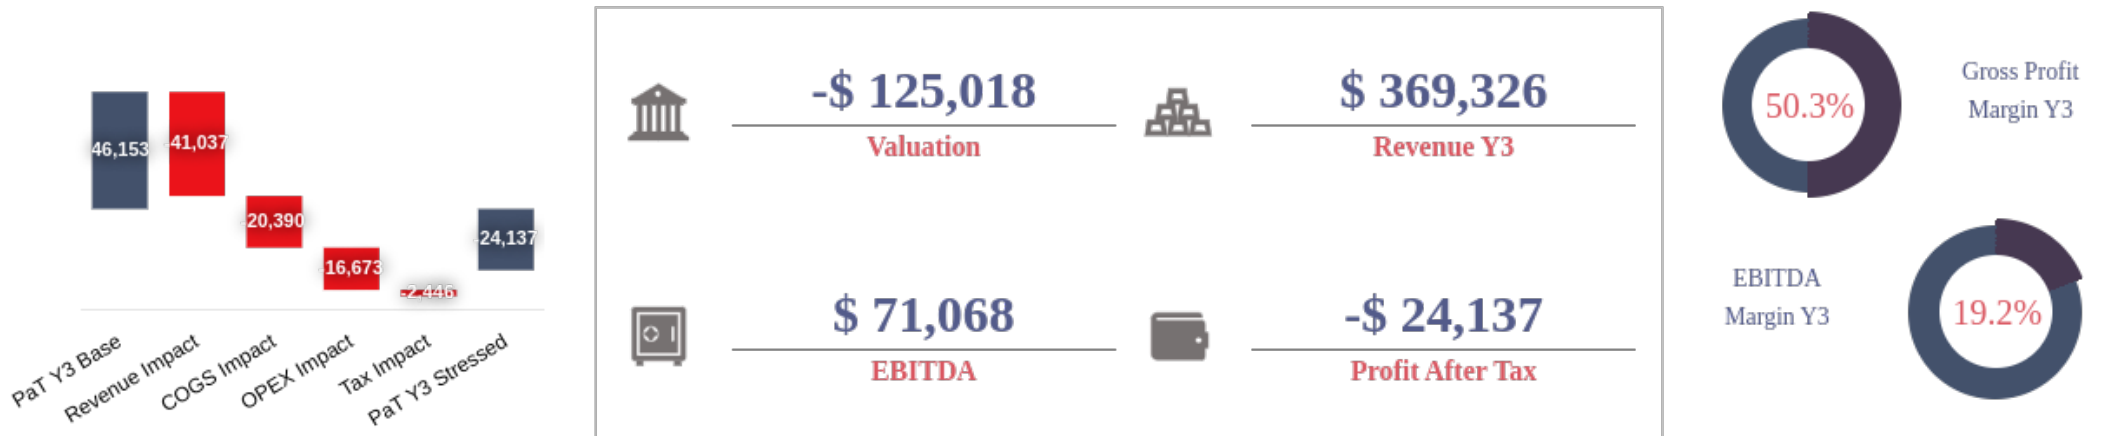 46,153
-41,037
-20,390
-16,673
-2,446
-24,137
PaT Y3 Base
Revenue Impact
COGS Impact
OPEX Impact
Tax Impact
PaT Y3 Stressed
-$ 125,018
Valuation
$ 369,326
Revenue Y3
$ 71,068
EBITDA
-$ 24,137
Profit After Tax
50.3%
Gross Profit
Margin Y3
EBITDA
Margin Y3
19.2%